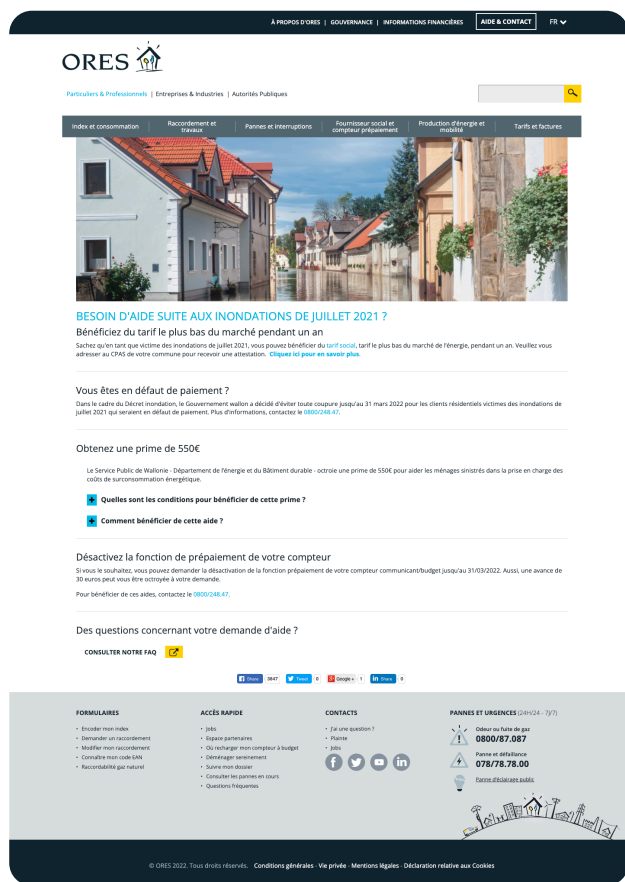 À PROPOS D'ORES | GOUVERNANCE | INFORMATIONS FINANCIÈRES AIDE & CONTACT FR
ORES
Particuliers & Professionnels | Entreprises & Industries | Autorités Publiques
Index et consommation
Raccordement et
travaux
Pannes et interruptions
Fournisseur social et
compteur prépaiement
Production d'énergie et
mobilité
Tarifs et factures
BESOIN D'AIDE SUITE AUX INONDATIONS DE JUILLET 2021 ?
Bénéficiez du tarif le plus bas du marché pendant un an
Sachez qu'en tant que victime des inondations de juillet 2021, vous pouvez bénéficier du tarif social, tarif le plus bas du marché de l'énergie, pendant un an. Veuillez vous
adresser au CPAS de votre commune pour recevoir une attestation. Cliquez ici pour en savoir plus.
Vous êtes en défaut de paiement ?
Dans le cadre du Décret inondation, le Gouvernement wallon a décidé d'éviter toute coupure jusqu'au 31 mars 2022 pour les clients résidentiels victimes des inondations de
juillet 2021 qui seraient en défaut de paiement. Plus d'informations, contactez le 0800/248.47.
Obtenez une prime de 550€
Le Service Public de Wallonie - Département de l'énergie et du Bâtiment durable - octroie une prime de 550€ pour aider les ménages sinistrés dans la prise en charge des
coûts de surconsommation énergétique.
Quelles sont les conditions pour bénéficier de cette prime ?
Comment bénéficier de cette aide ?
Désactivez la fonction de prépaiement de votre compteur
Si vous le souhaitez, vous pouvez demander la désactivation de la fonction prépaiement de votre compteur communicant/budget jusqu'au 31/03/2022. Aussi, une avance de
30 euros peut vous être octroyée à votre demande.
Pour bénéficier de ces aides, contactez le 0800/248.47.
Des questions concernant votre demande d'aide ?
CONSULTER NOTRE FAQ
Share 3847 Tweet 0 Google + 1 Share 0
FORMULAIRES
• Encoder mon index
• Demander un raccordement
• Modifier mon raccordement
• Connaître mon code EAN
• Raccordabilité gaz naturel
ACCÈS RAPIDE
• Jobs
• Espace partenaires
• Où recharger mon compteur à budget
• Déménager sereinement
• Suivre mon dossier
• Consulter les pannes en cours
• Questions fréquentes
CONTACTS
• J'ai une question ?
• Plainte
• Jobs
PANNES ET URGENCES (24H/24 - 7J/7)
Odeur ou fuite de gaz
0800/87.087
Panne et défaillance
078/78.78.00
Panne d'éclairage public
© ORES 2022. Tous droits réservés. Conditions générales - Vie privée - Mentions légales - Déclaration relative aux Cookies